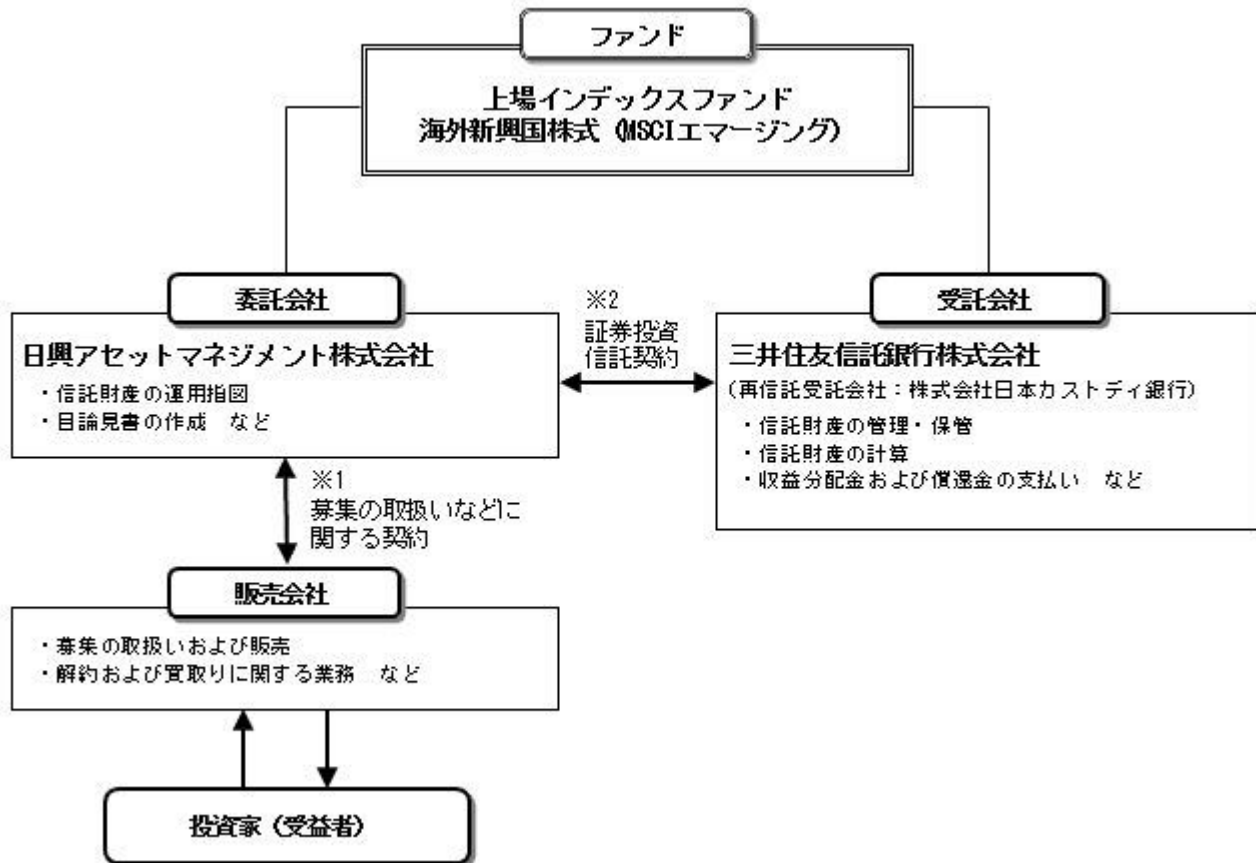 ファンド
上場インデックスファンド
海外新興国株式 (MSCIエマージング)
委託会社
日興アセットマネジメント株式会社
・信託財産の運用指図
・目論見書の作成 など
※2
証券投資
信託契約
受託会社
三井住友信託銀行株式会社
(再信託受託会社:株式会社日本カストディ銀行)
・信託財産の管理・保管
・信託財産の計算
・収益分配金および償還金の支払い など
※1
募集の取扱いなどに
関する契約
販売会社
・募集の取扱いおよび販売
・解約および買取りに関する業務 など
投資家 (受益者)